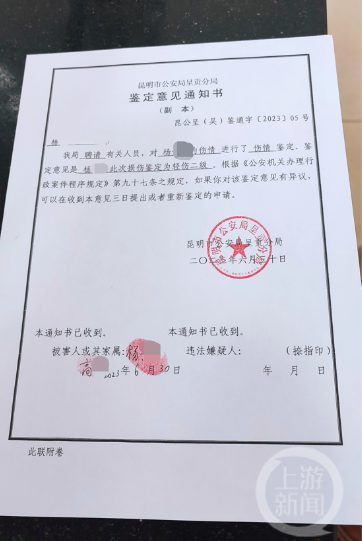 昆明市公安局呈贡分局
鉴定意见通知书
（副 本）
昆公呈（吴）鉴通字〔2023〕05号
杨
我局 聘请 有关人员，对 杨 的伤情 进行了 伤情 鉴定。鉴
定意见是 杨 此次损伤鉴定为轻伤二级 。根据《公安机关办理行
政案件程序规定》第九十七条之规定，如果你对该鉴定意见有异议，
可以在收到本意见三日提出或者重新鉴定的申请。
昆明市公安局呈贡分局
二〇二三年六月三十日
本通知书已收到。 本通知书已收到。
被害人或其家属：杨 违法嫌疑人： （捺指印）
2023年 6月30日 年 月 日
此联附卷
上游新闻